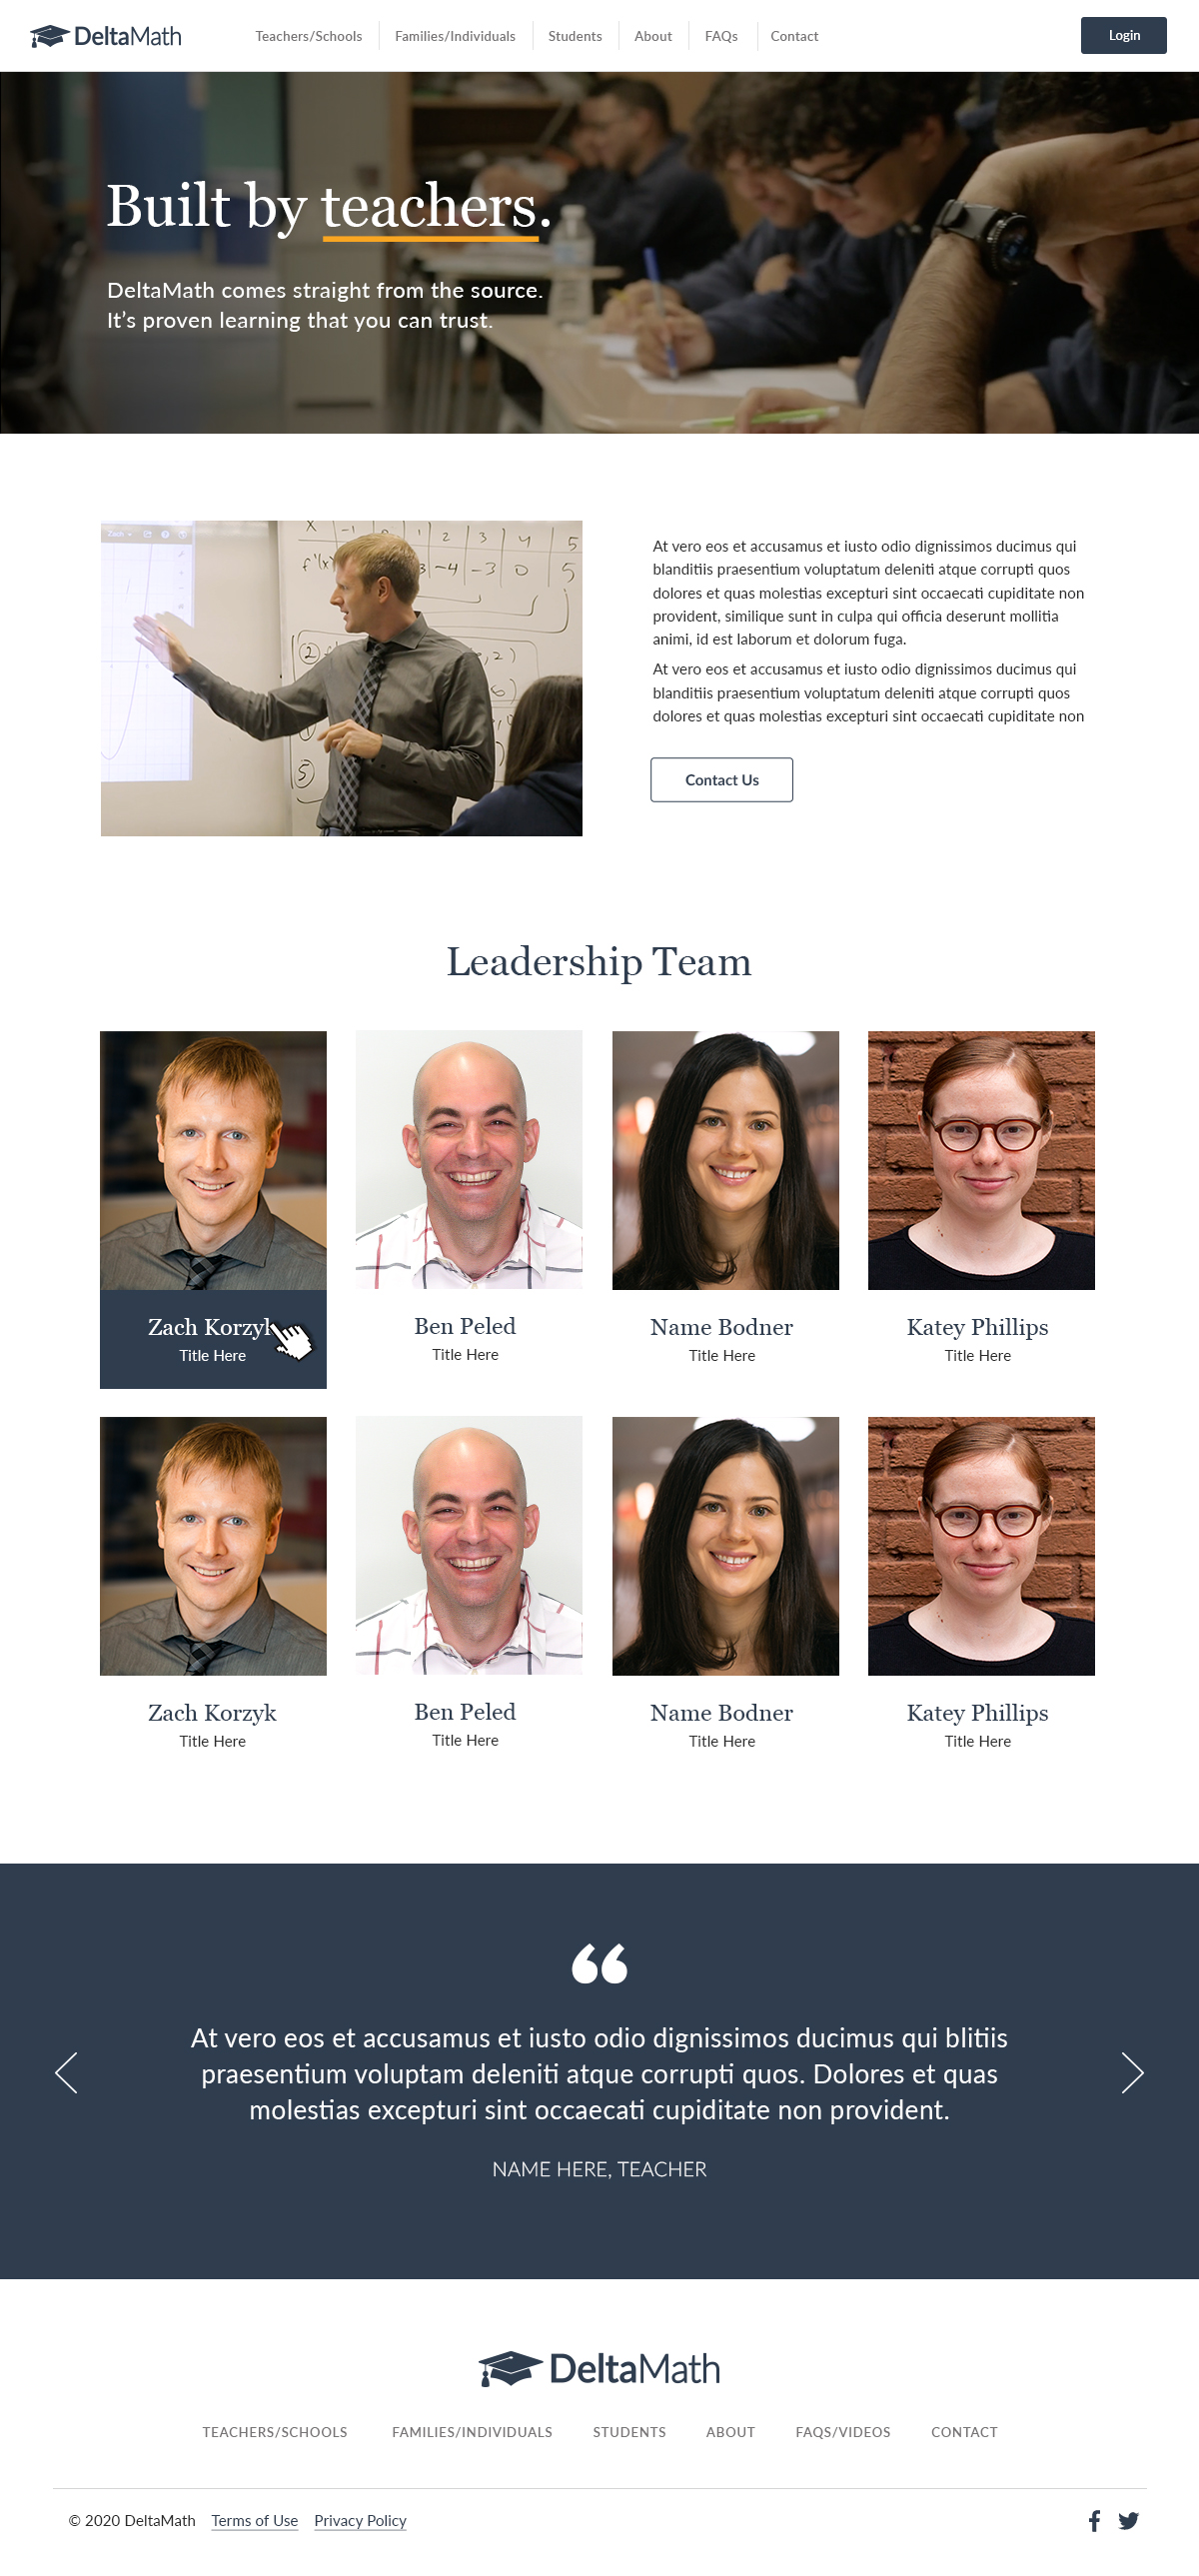 DeltaMath
Teachers/Schools
Families/Individuals
Students
About
FAQs
Contact
Login
Built by teachers.
DeltaMath comes straight from the source.
It’s proven learning that you can trust.
Zach
x -1 0 1 2 3 4 5
At vero eos et accusamus et iusto odio dignissimos ducimus qui
blanditiis praesentium voluptatum deleniti atque corrupti quos
dolores et quas molestias excepturi sint occaecati cupiditate non
provident, similique sunt in culpa qui officia deserunt mollitia
animi, id est laborum et dolorum fuga.
At vero eos et accusamus et iusto odio dignissimos ducimus qui
blanditiis praesentium voluptatum deleniti atque corrupti quos
dolores et quas molestias excepturi sint occaecati cupiditate non
Contact Us
Leadership Team
Zach Korzyk
Title Here
Ben Peled
Title Here
Name Bodner
Title Here
Katey Phillips
Title Here
Zach Korzyk
Title Here
Ben Peled
Title Here
Name Bodner
Title Here
Katey Phillips
Title Here
“
At vero eos et accusamus et iusto odio dignissimos ducimus qui blitiis
praesentium voluptam deleniti atque corrupti quos. Dolores et quas
molestias excepturi sint occaecati cupiditate non provident.
NAME HERE, TEACHER
DeltaMath
TEACHERS/SCHOOLS
FAMILIES/INDIVIDUALS
STUDENTS
ABOUT
FAQS/VIDEOS
CONTACT
© 2020 DeltaMath
Terms of Use
Privacy Policy